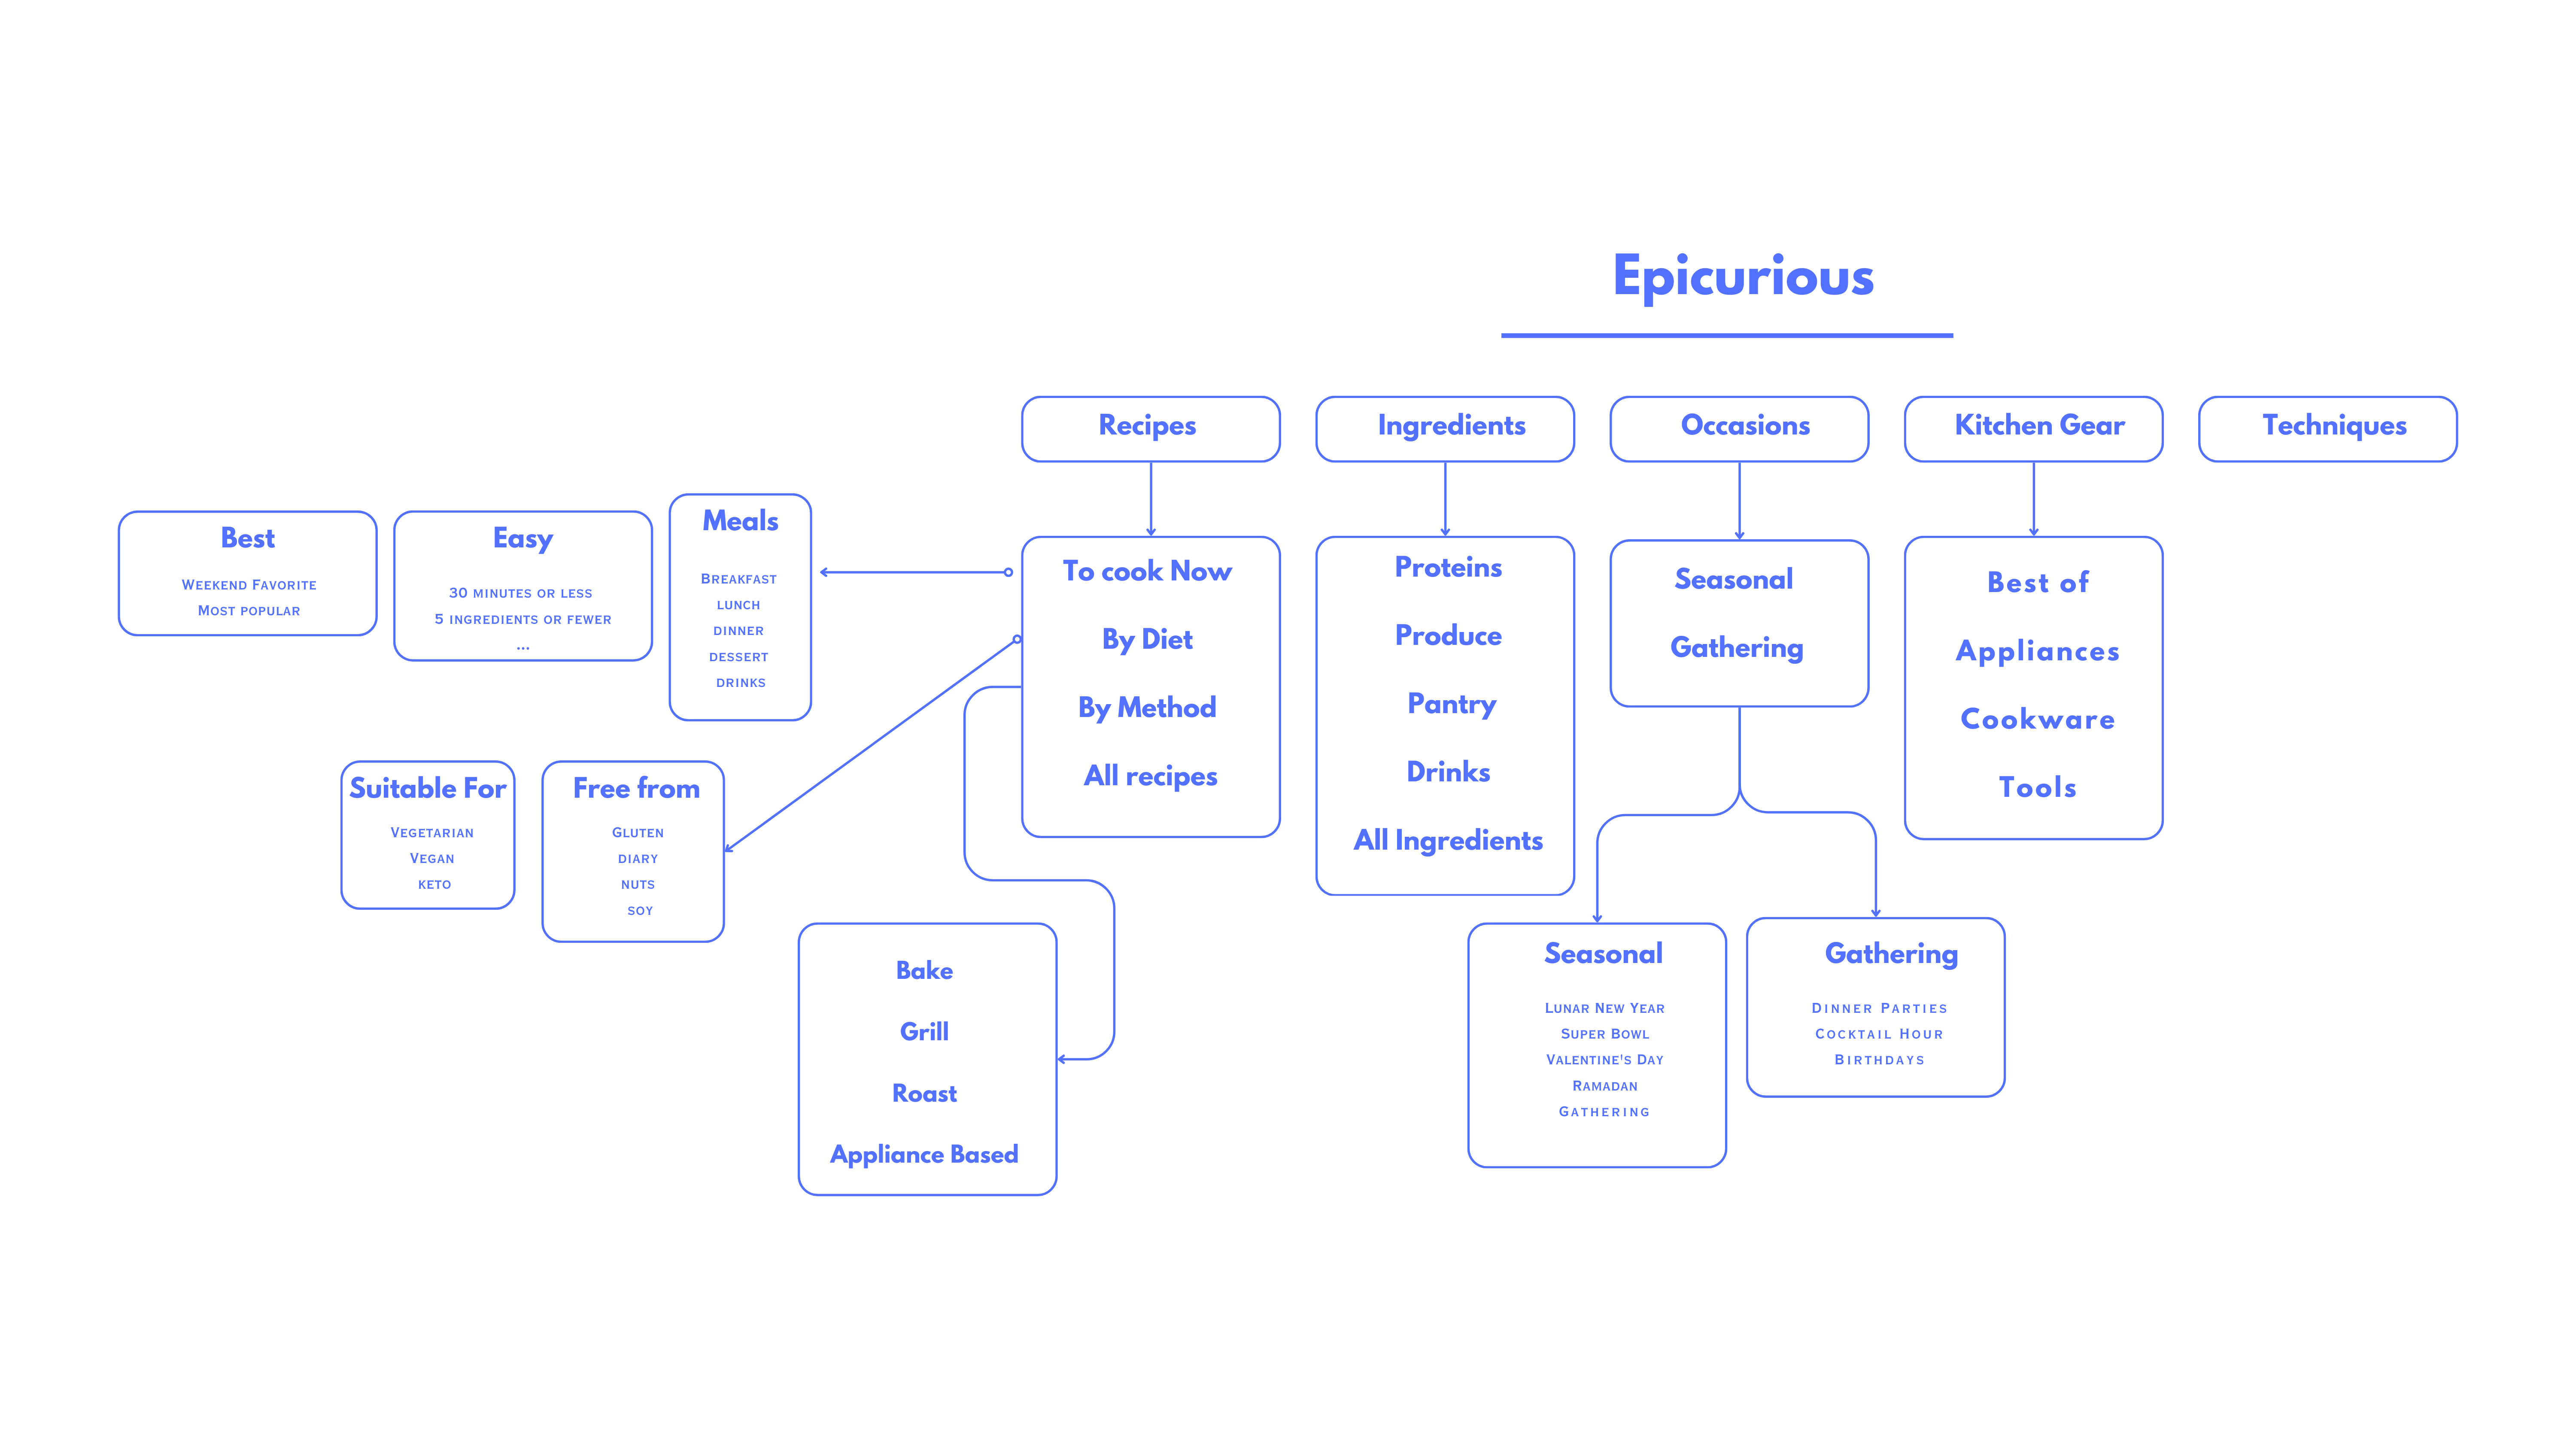 Epicurious
Recipes
Ingredients
Occasions
Kitchen Gear
Techniques
Best
Weekend Favorite
Most popular
Easy
30 minutes or less
5 ingredients or fewer
...
Meals
Breakfast
lunch
dinner
dessert
drinks
To cook Now
By Diet
By Method
All recipes
Proteins
Produce
Pantry
Drinks
All Ingredients
Seasonal
Gathering
Best of
Appliances
Cookware
Tools
Suitable For
Vegetarian
Vegan
keto
Free from
Gluten
diary
nuts
soy
Bake
Grill
Roast
Appliance Based
Seasonal
Lunar New Year
Super Bowl
Valentine's Day
Ramadan
Gathering
Gathering
Dinner Parties
Cocktail Hour
Birthdays